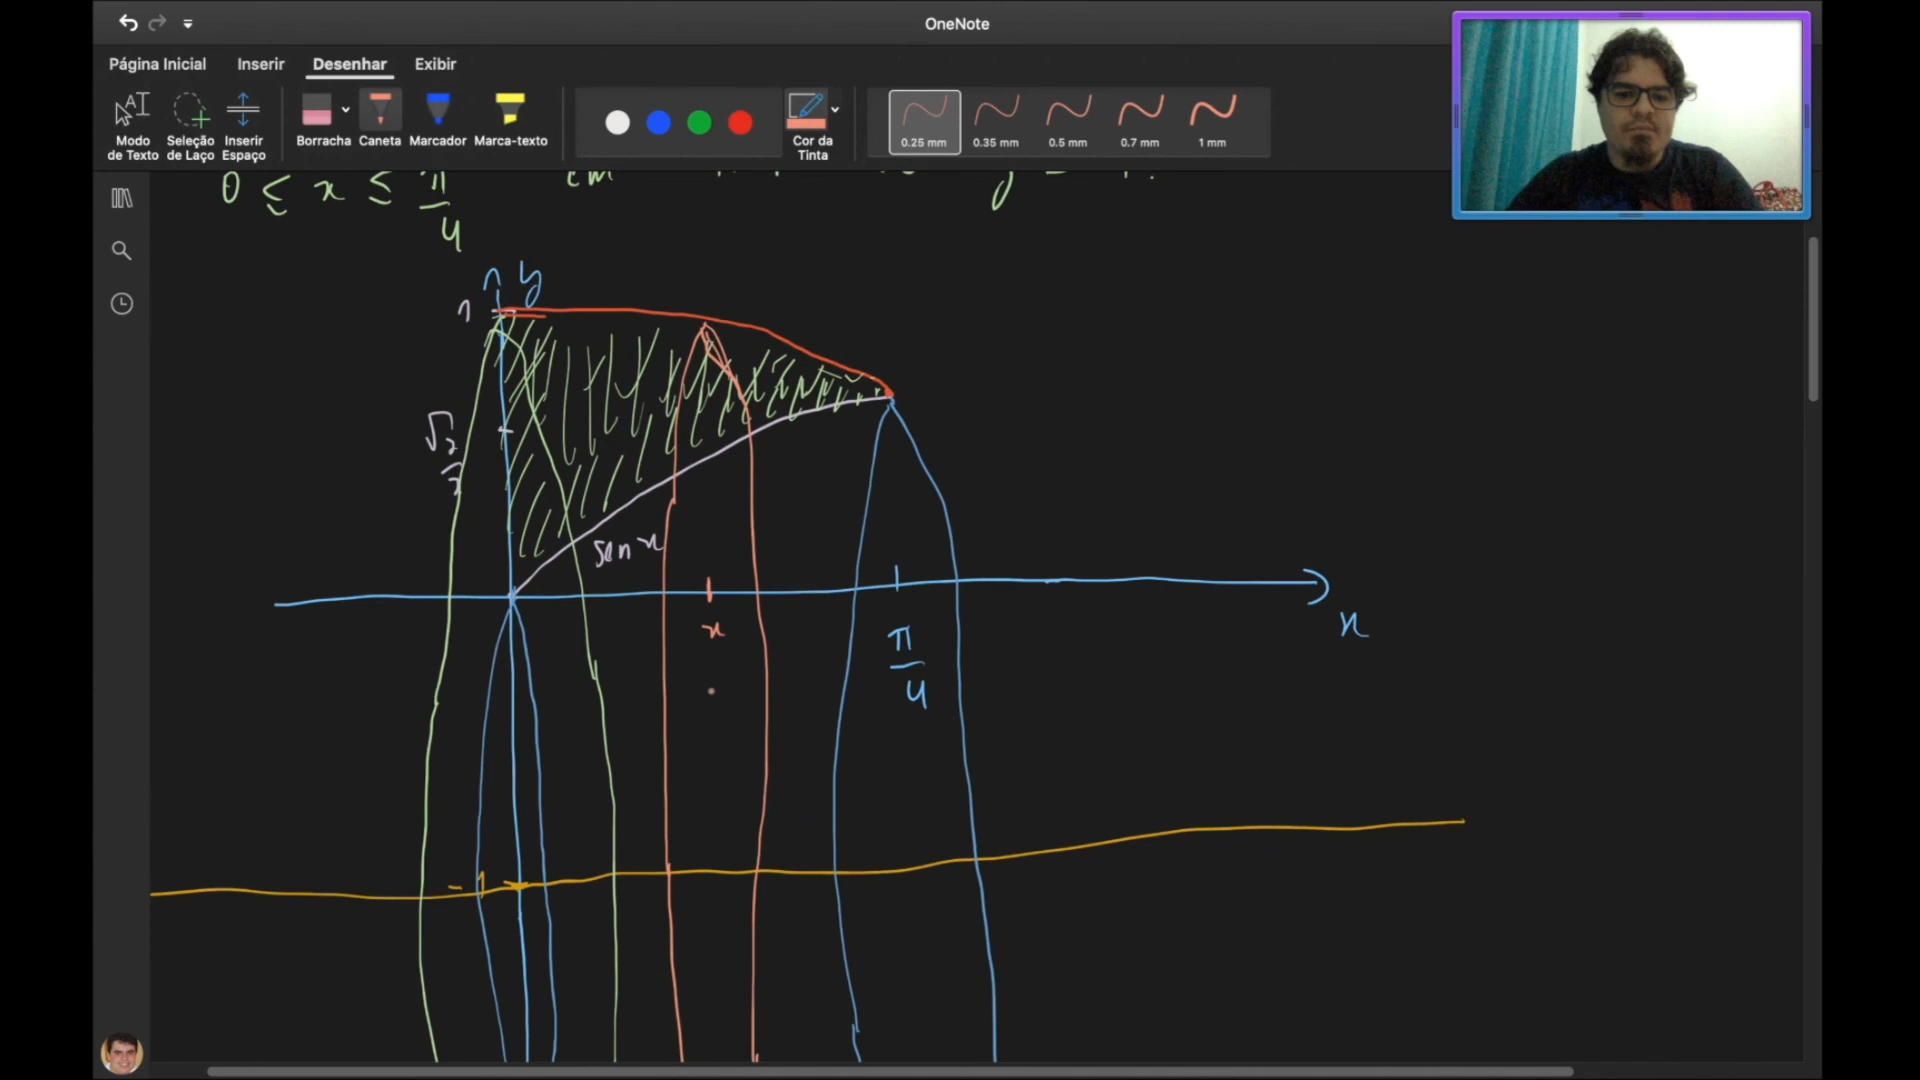 OneNote
Página Inicial Inserir Desenhar Exibir
Modo de Texto
Seleção de Laço
Inserir Espaço
Borracha
Caneta
Marcador
Marca-texto
Cor da Tinta
0.25 mm
0.35 mm
0.5 mm
0.7 mm
1 mm
0 ≤ x ≤ π/4 em
y
1
√2/2
sen x
x
π/4
x
-1